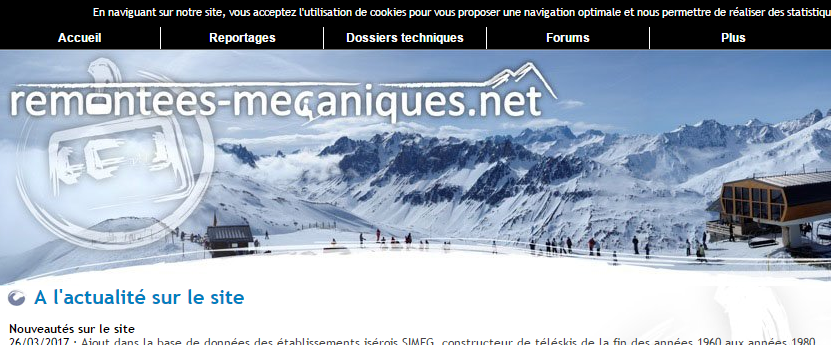 En naviguant sur notre site, vous acceptez l'utilisation de cookies pour vous proposer une navigation optimale et nous permettre de réaliser des statistiqu
Accueil Reportages Dossiers techniques Forums Plus
remontees-mecaniques.net
A l'actualité sur le site
Nouveautés sur le site
26/03/2017 : Ajout dans la base de données des établissements isérois SIMEG, constructeur de téléskis de la fin des années 1960 aux années 1980